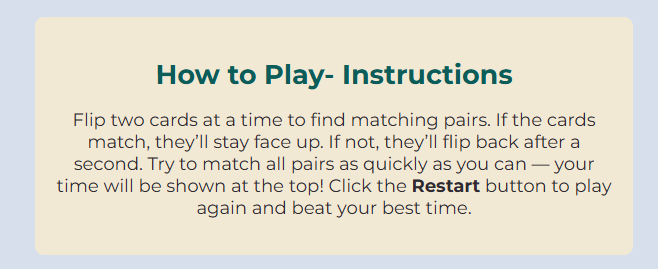 How to Play- Instructions
Flip two cards at a time to find matching pairs. If the cards
match, they’ll stay face up. If not, they’ll flip back after a
second. Try to match all pairs as quickly as you can — your
time will be shown at the top! Click the Restart button to play
again and beat your best time.